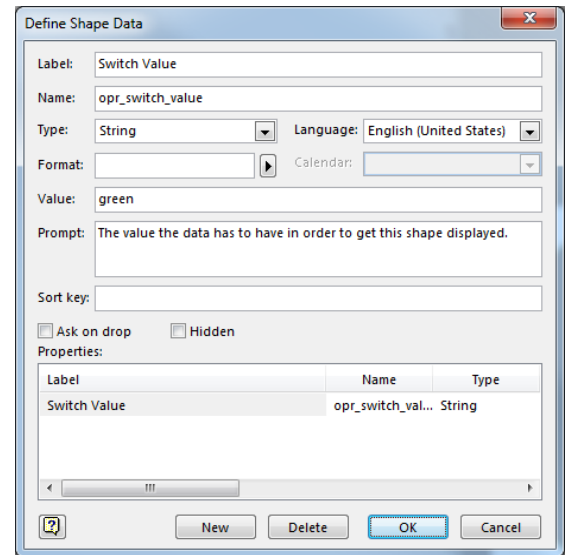 Define Shape Data
Label: Switch Value
Name: opr_switch_value
Type: String Language: English (United States)
Format: Calendar:
Value: green
Prompt: The value the data has to have in order to get this shape displayed.
Sort key:
Ask on drop Hidden
Properties:
Label Name Type
Switch Value opr_switch_val... String
New Delete OK Cancel